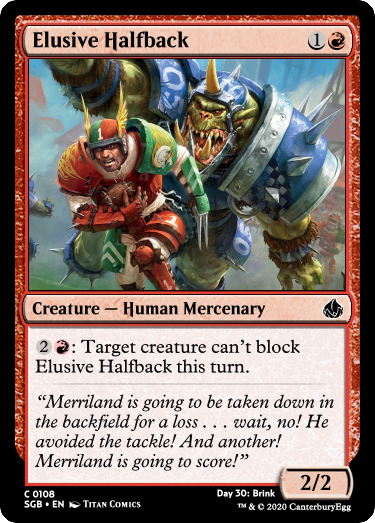 Elusive Halfback 1
Creature — Human Mercenary
2 : Target creature can't block
Elusive Halfback this turn.
“Merriland is going to be taken down in
the backfield for a loss . . . wait, no! He
avoided the tackle! And another!
Merriland is going to score!”
2/2
C 0108 Day 30: Brink
SGB • EN Titan Comics ™ & © 2020 CanterburyEgg